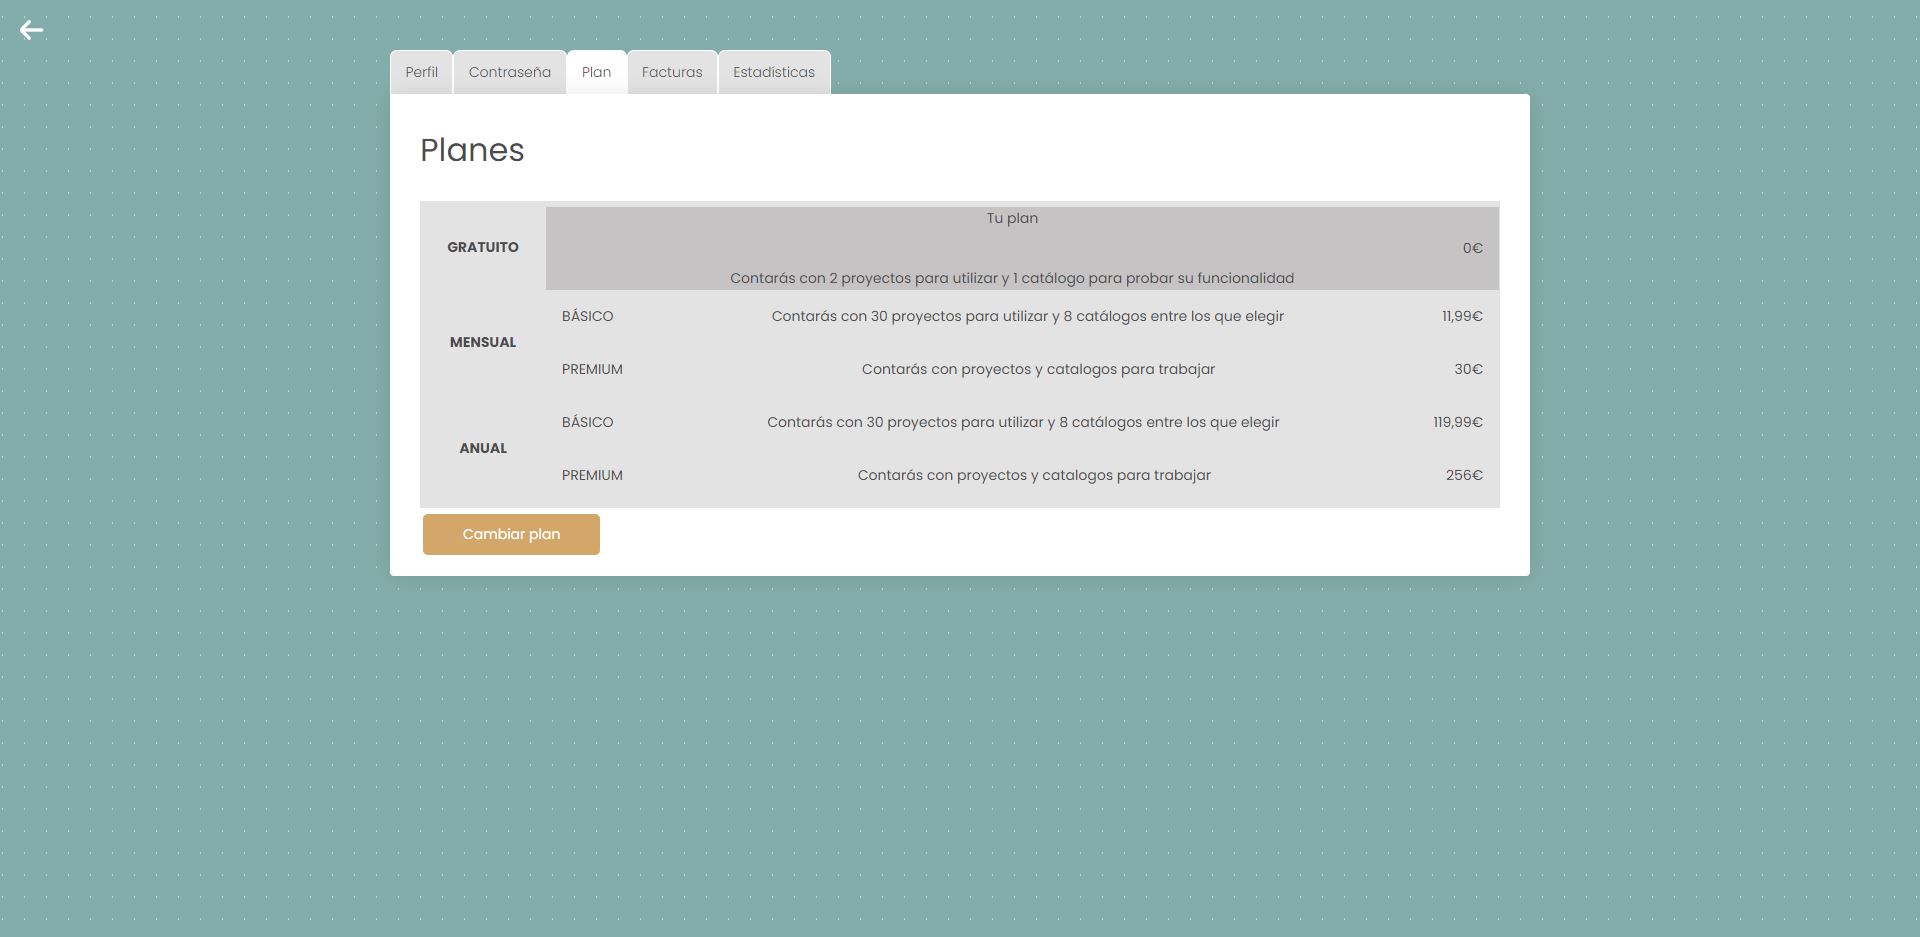 Perfil
Contraseña
Plan
Facturas
Estadísticas
Planes
Tu plan
GRATUITO
0€
Contarás con 2 proyectos para utilizar y 1 catálogo para probar su funcionalidad
MENSUAL
BÁSICO
Contarás con 30 proyectos para utilizar y 8 catálogos entre los que elegir
11,99€
PREMIUM
Contarás con proyectos y catalogos para trabajar
30€
ANUAL
BÁSICO
Contarás con 30 proyectos para utilizar y 8 catálogos entre los que elegir
119,99€
PREMIUM
Contarás con proyectos y catalogos para trabajar
256€
Cambiar plan